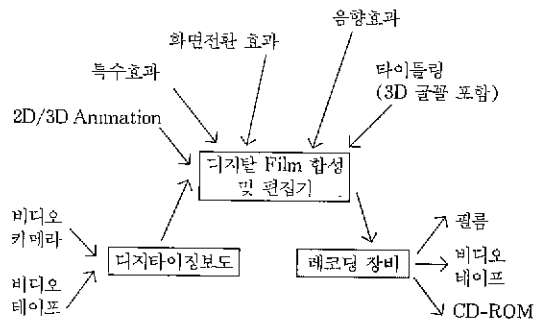 음향효과
화면전환 효과
특수효과
타이틀링
(3D 글꼴 포함)
2D/3D Animation
디지탈 Film 합성
및 편집기
비디오
카메라
디지타이징보도
비디오
테이프
레코딩 장비
필름
비디오
테이프
CD-ROM